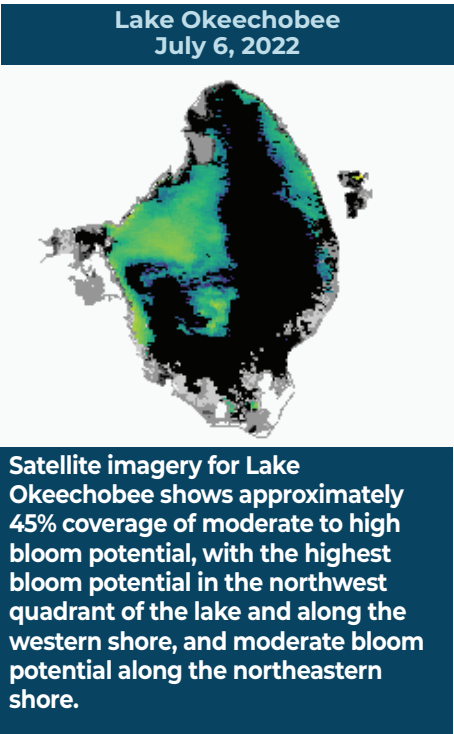 Lake Okeechobee
July 6, 2022
Satellite imagery for Lake
Okeechobee shows approximately
45% coverage of moderate to high
bloom potential, with the highest
bloom potential in the northwest
quadrant of the lake and along the
western shore, and moderate bloom
potential along the northeastern
shore.